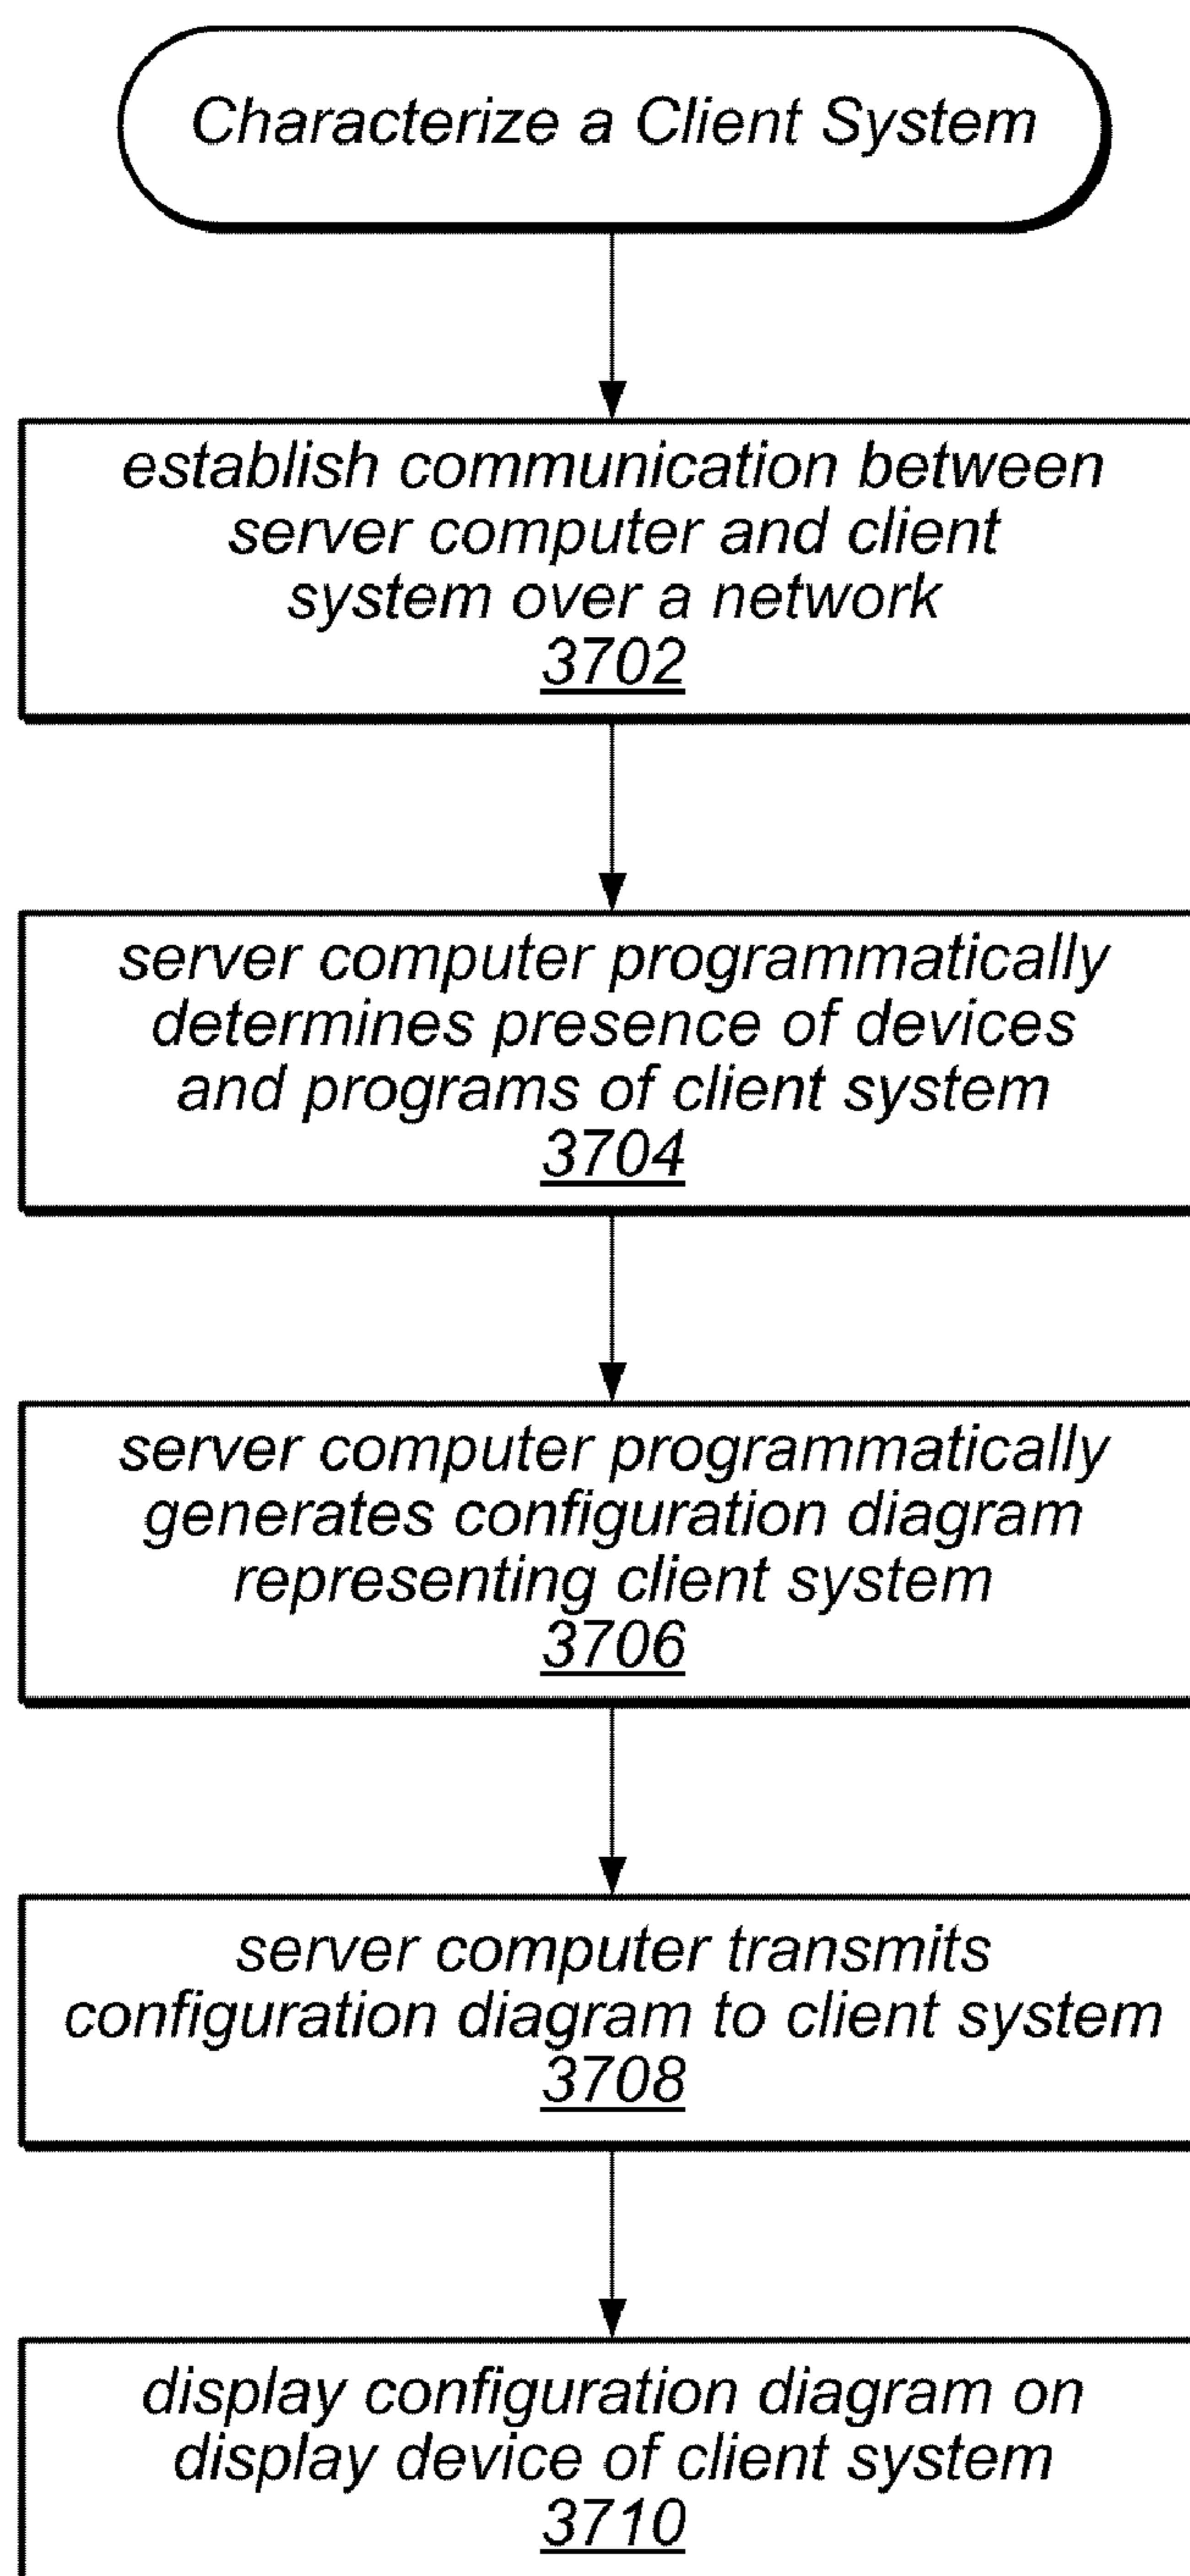 Characterize a Client System
establish communication between
server computer and client
system over a network
3702
server computer programmatically
determines presence of devices
and programs of client system
3704
server computer programmatically
generates configuration diagram
representing client system
3706
server computer transmits
configuration diagram to client system
3708
display configuration diagram on
display device of client system
3710